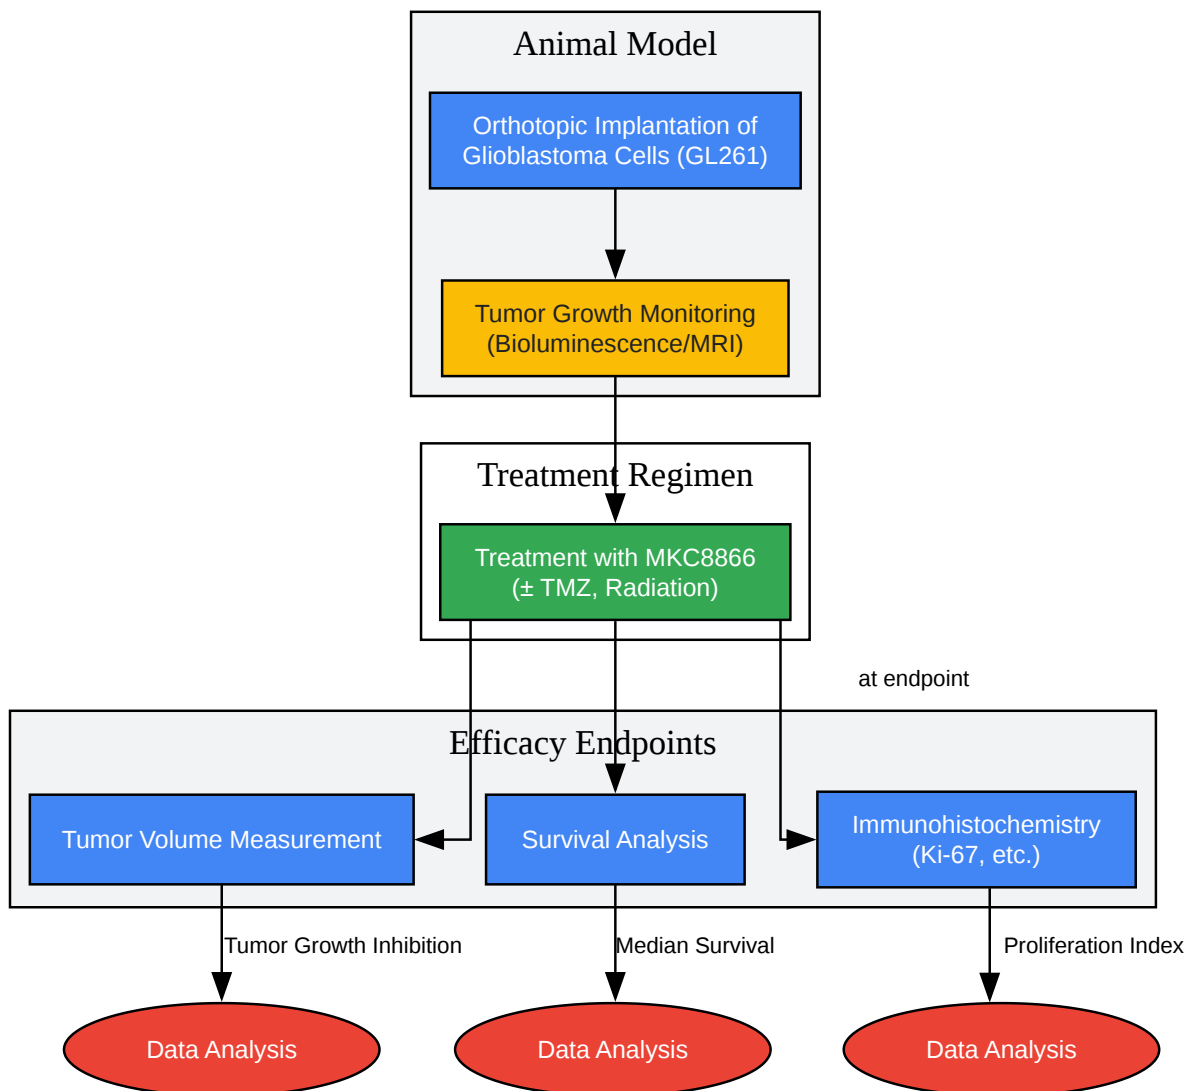 Animal Model
Orthotopic Implantation of
Glioblastoma Cells (GL261)
Tumor Growth Monitoring
(Bioluminescence/MRI)
Treatment Regimen
Treatment with MKC8866
(± TMZ, Radiation)
at endpoint
Efficacy Endpoints
Tumor Volume Measurement
Survival Analysis
Immunohistochemistry
(Ki-67, etc.)
Tumor Growth Inhibition
Median Survival
Proliferation Index
Data Analysis
Data Analysis
Data Analysis